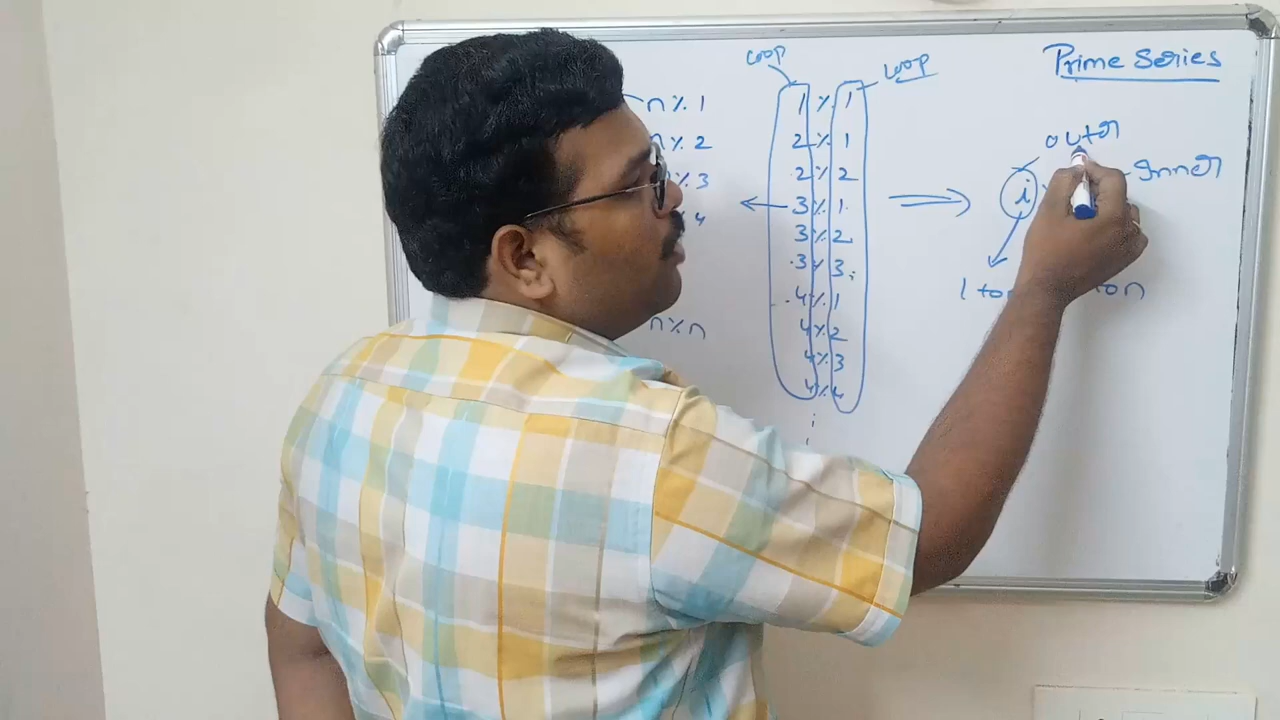 Prime Series
Loop
Loop
n % 1
n % 2
% 3
4
n % n
1 % 1
2 % 1
2 % 2
3 % 1
3 % 2
3 % 3
4 % 1
4 % 2
4 % 3
4 % 4
outer
Inner
i
1 to
to n